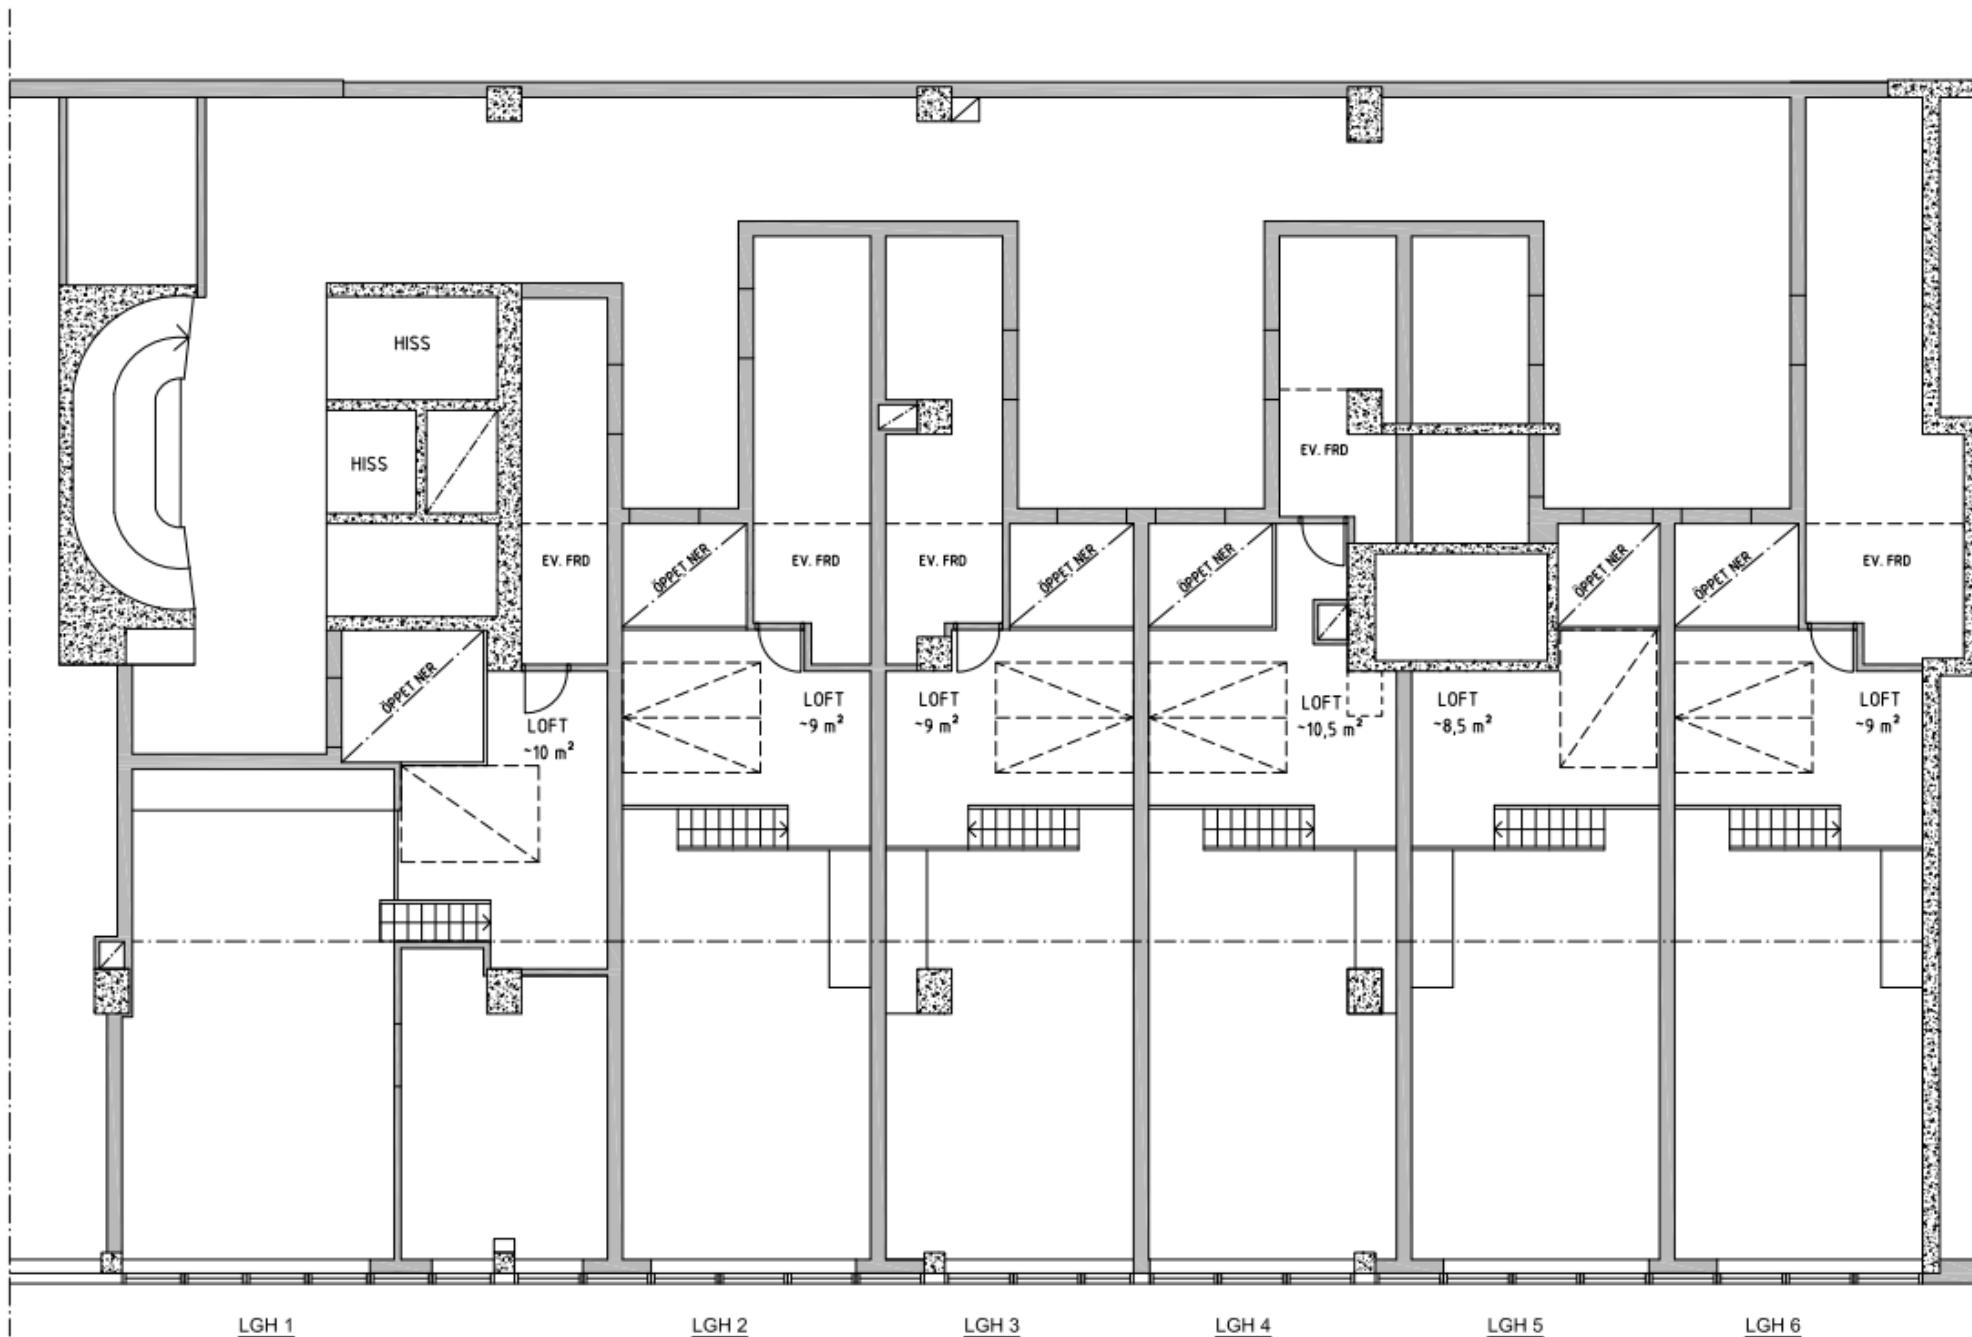 HISS
HISS
EV. FRD
EV. FRD
EV. FRD
EV. FRD
EV. FRD
ÖPPET NER
ÖPPET NER
ÖPPET NER
ÖPPET NER
ÖPPET NER
ÖPPET NER
LOFT
~10 m²
LOFT
~9 m²
LOFT
~9 m²
LOFT
~10,5 m²
LOFT
~8,5 m²
LOFT
~9 m²
LGH 1
LGH 2
LGH 3
LGH 4
LGH 5
LGH 6